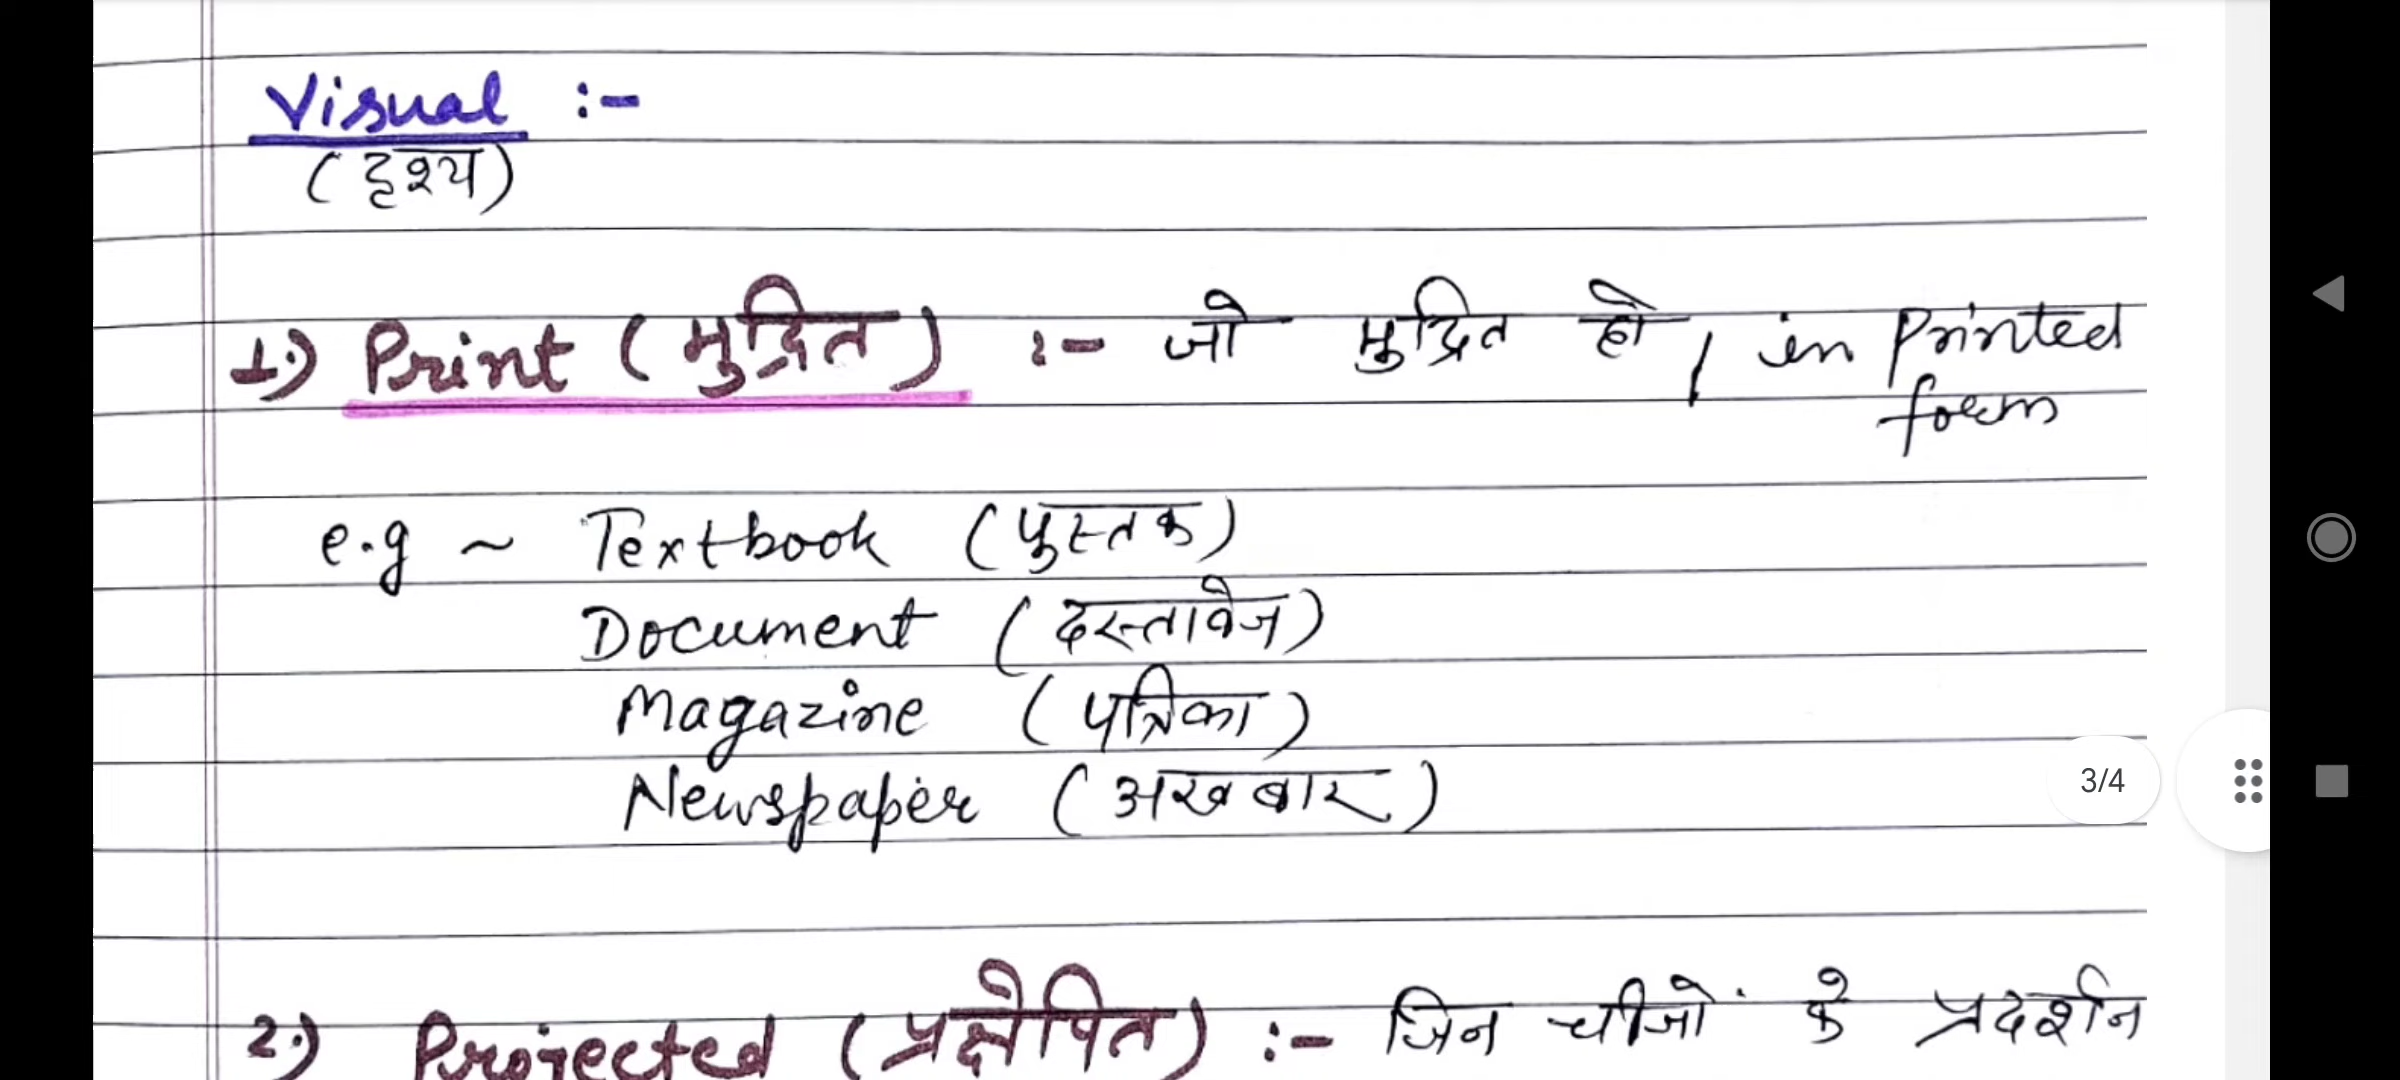 Visual :-
(दृश्य)
1.) Print (मुद्रित) :- जो मुद्रित हो, in Printed
form
e.g ~ Textbook (पुस्तक)
Document (दस्तावेज)
Magazine (पत्रिका)
Newspaper (अखबार)
3/4
2.) Projected (प्रक्षेपित) :- जिन चीजों के प्रदर्शन